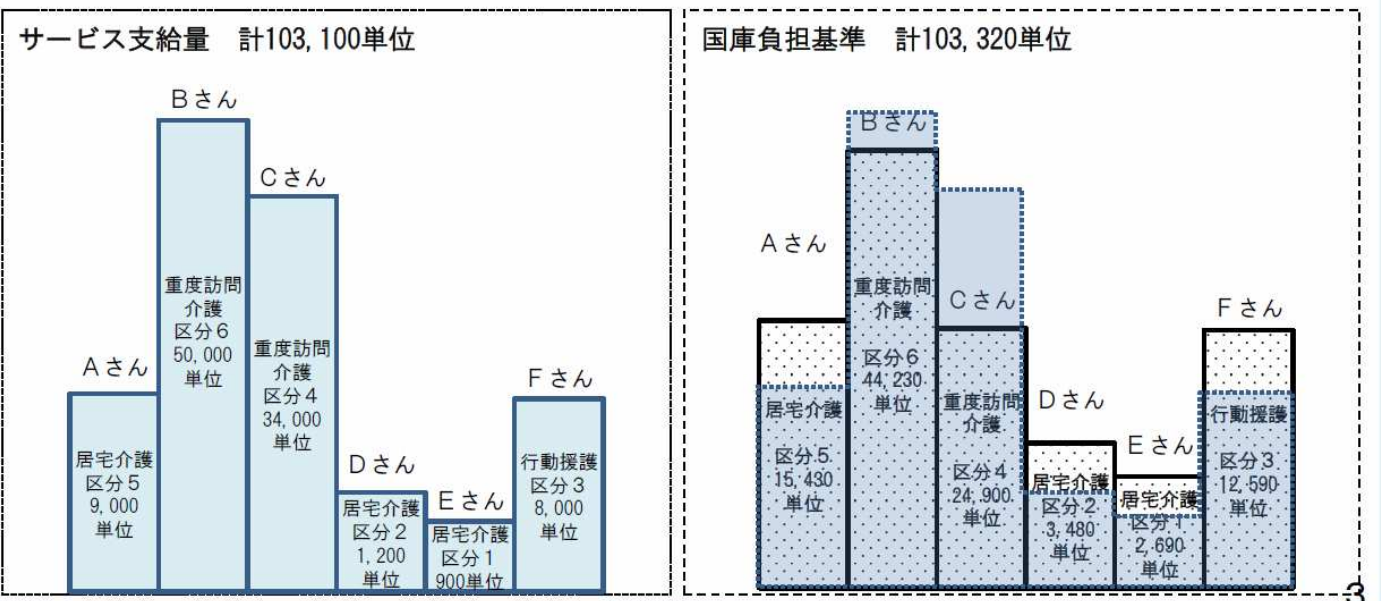 サービス支給量　計103,100単位
Bさん
Cさん
Aさん
Dさん
Eさん
Fさん
居宅介護
区分5
9,000
単位
重度訪問
介護
区分6
50,000
単位
重度訪問
介護
区分4
34,000
単位
居宅介護
区分2
1,200
単位
居宅介護
区分1
900単位
行動援護
区分3
8,000
単位
国庫負担基準　計103,320単位
Bさん
Aさん
Cさん
Fさん
Dさん
Eさん
居宅介護
区分5
15,430
単位
重度訪問
介護
区分6
44,230
単位
重度訪問
介護
区分4
24,900
単位
居宅介護
区分2
3,480
単位
居宅介護
区分1
2,690
単位
行動援護
区分3
12,590
単位
3